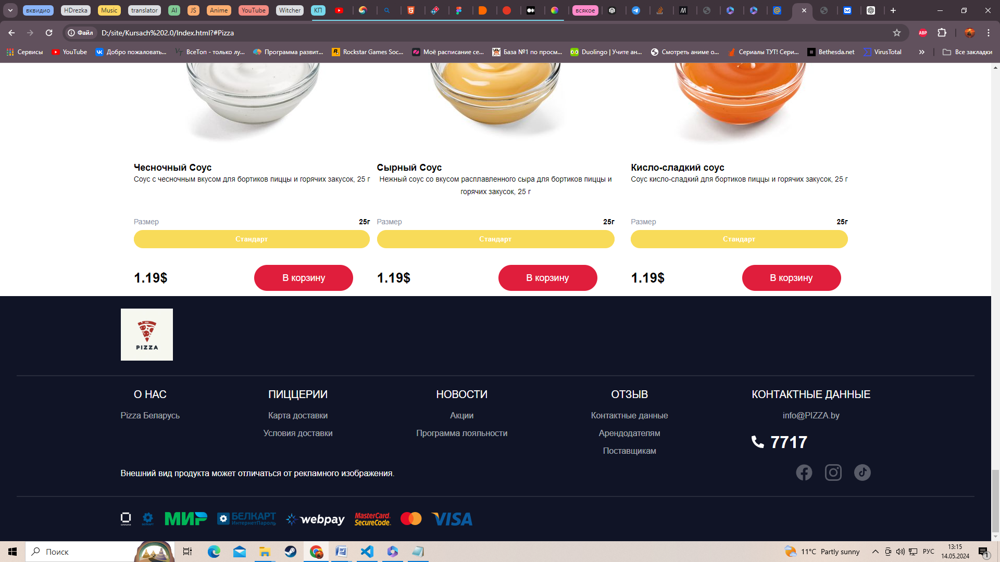 вквидио HDrezka Music translator AI JS Anime YouTube Witcher КП всякое
Файл D:/site/Kursach%202.0/Index.html?#Pizza ABP
Сервисы YouTube Добро пожаловать... ВсеТоп - только лу... Программа развит... Rockstar Games Soc... Моё расписание се... База №1 по просм... Duolingo | Учите ан... Смотреть аниме о... Сериалы ТУТ! Сери... Bethesda.net VirusTotal Все закладки
Чесночный Соус Сырный Соус Кисло-сладкий соус
Соус с чесночным вкусом для бортиков пиццы и горячих закусок, 25 г Нежный соус со вкусом расплавленного сыра для бортиков пиццы и Соус кисло-сладкий для бортиков пиццы и горячих закусок, 25 г
горячих закусок, 25 г
Размер 25г Размер 25г Размер 25г
Стандарт Стандарт Стандарт
1.19$ В корзину 1.19$ В корзину 1.19$ В корзину
PIZZA
О НАС ПИЦЦЕРИИ НОВОСТИ ОТЗЫВ КОНТАКТНЫЕ ДАННЫЕ
Pizza Беларусь Карта доставки Акции Контактные данные info@PIZZA.by
Условия доставки Программа лояльности Арендодателям
7717
Поставщикам
Внешний вид продукта может отличаться от рекламного изображения.
ОПЛАТИ БЕЛКАРТ МИР БЕЛКАРТ ИнтернетПароль webpay MasterCard. SecureCode. VISA
Поиск 11°C Partly sunny РУС 13:15
14.05.2024 1